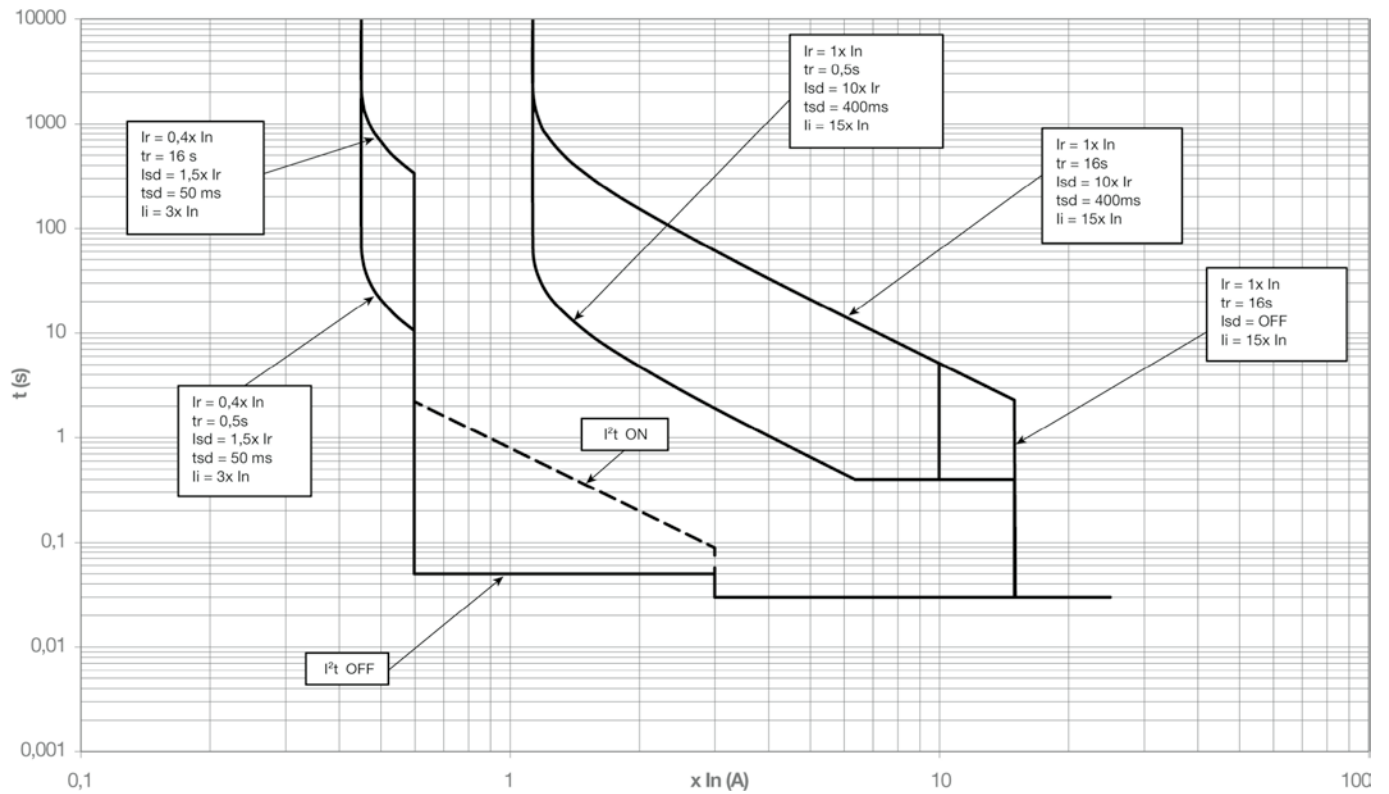 10000
1000
100
10
1
0,1
0,01
0,001
t (s)
0,1
1
10
100
x In (A)
Ir = 0,4x In
tr = 16 s
Isd = 1,5x Ir
tsd = 50 ms
Ii = 3x In
Ir = 1x In
tr = 0,5s
Isd = 10x Ir
tsd = 400ms
Ii = 15x In
Ir = 1x In
tr = 16s
Isd = 10x Ir
tsd = 400ms
Ii = 15x In
Ir = 1x In
tr = 16s
Isd = OFF
Ii = 15x In
Ir = 0,4x In
tr = 0,5s
Isd = 1,5x Ir
tsd = 50 ms
Ii = 3x In
I²t ON
I²t OFF